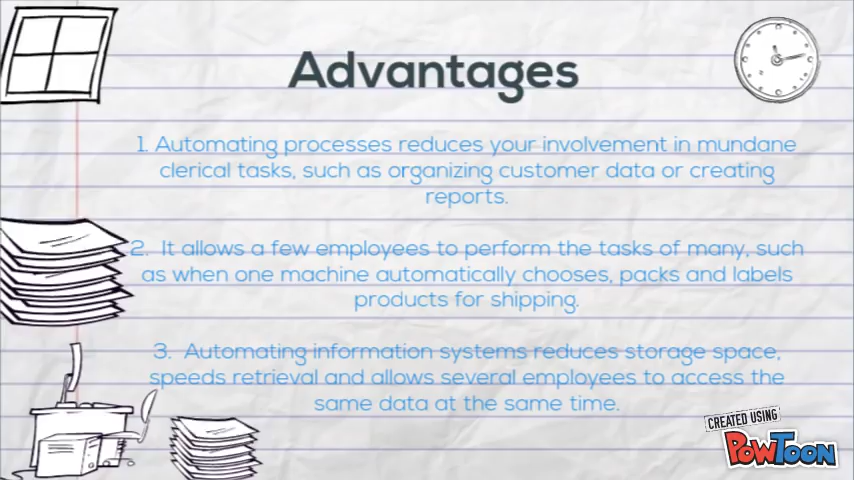 Advantages
1. Automating processes reduces your involvement in mundane
clerical tasks, such as organizing customer data or creating
reports.
2. It allows a few employees to perform the tasks of many, such
as when one machine automatically chooses, packs and labels
products for shipping.
3. Automating information systems reduces storage space,
speeds retrieval and allows several employees to access the
same data at the same time.
CREATED USING
POWTOON